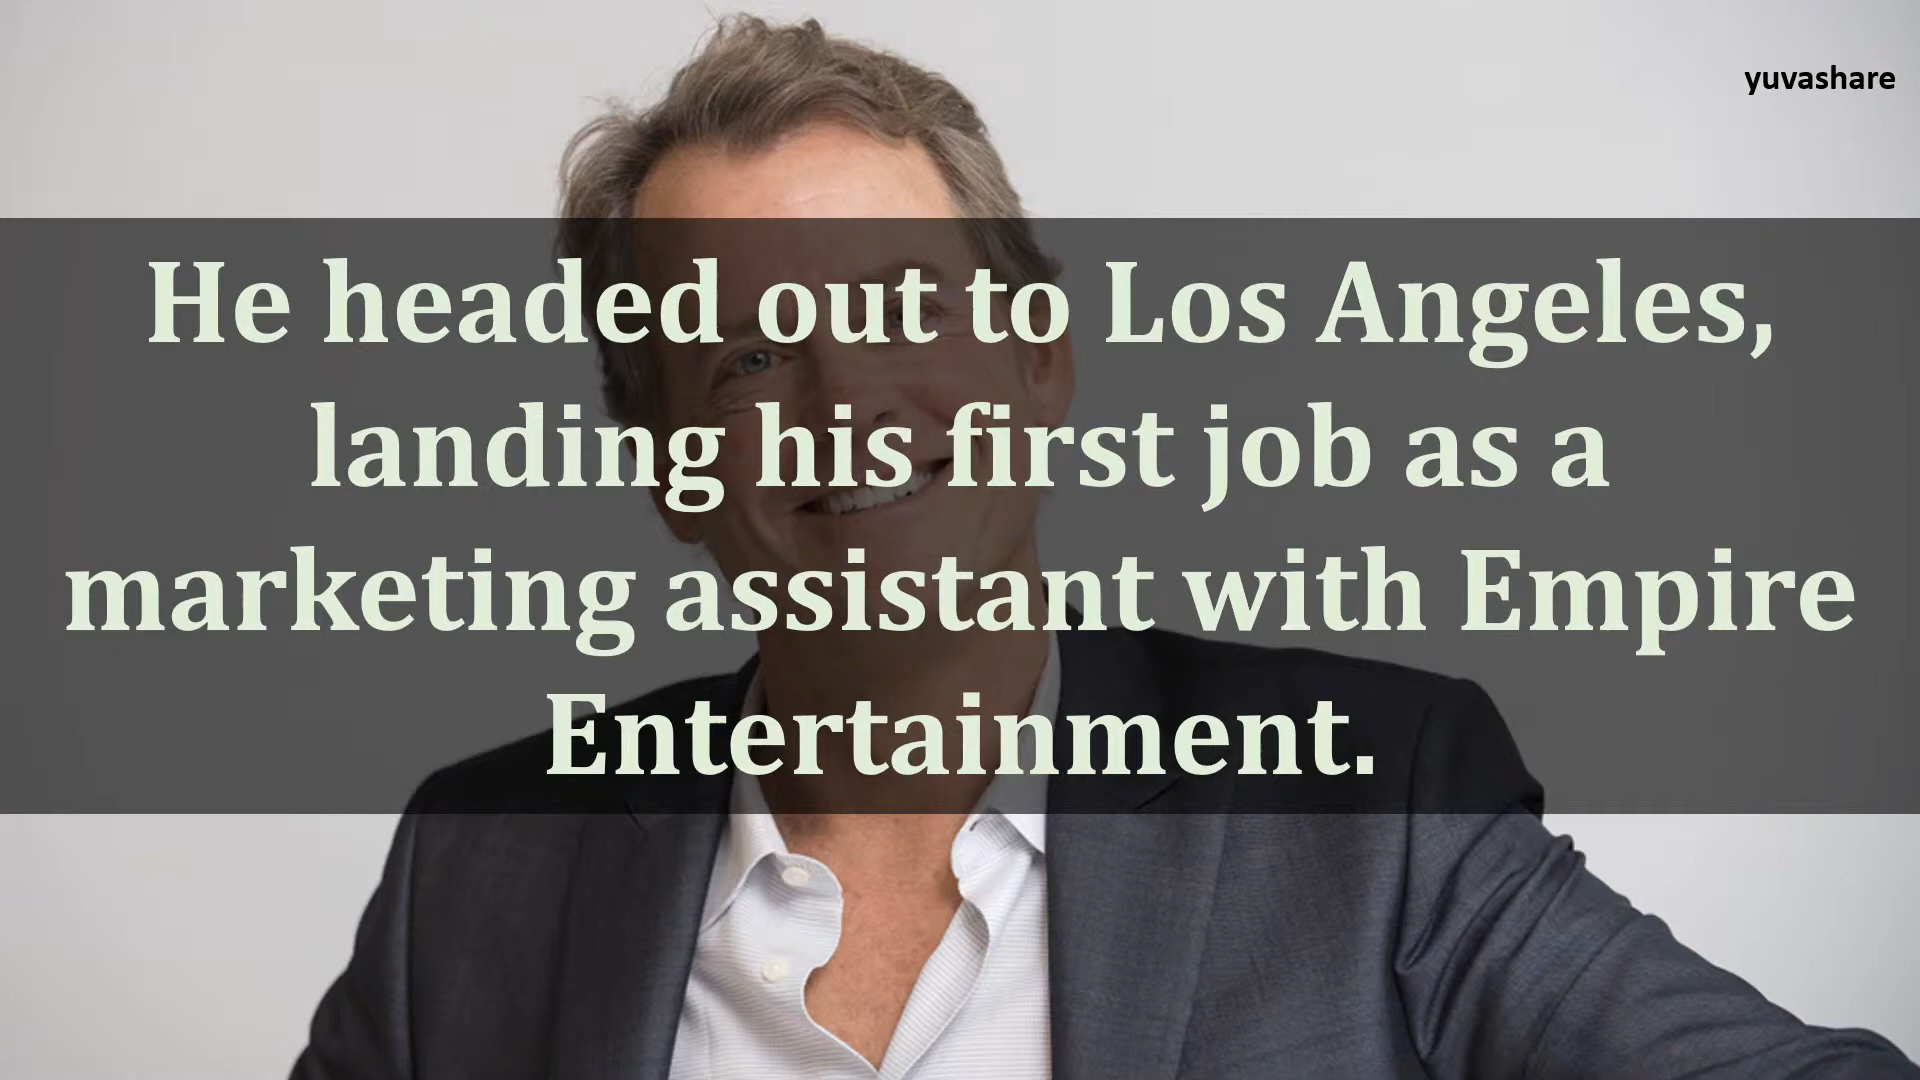 yuvashare
He headed out to Los Angeles,
landing his first job as a
marketing assistant with Empire
Entertainment.